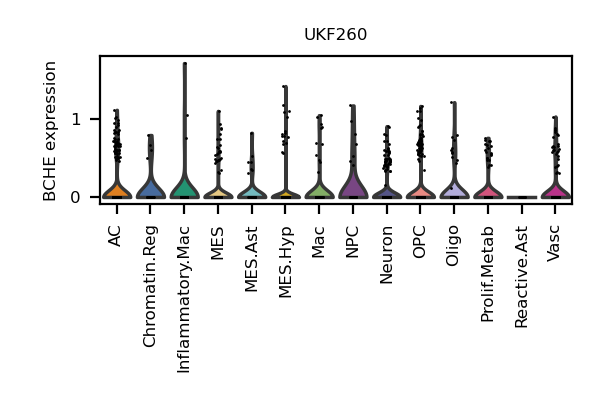 UKF260
BCHE expression
1
0
AC
Chromatin.Reg
Inflammatory.Mac
MES
MES.Ast
MES.Hyp
Mac
NPC
Neuron
OPC
Oligo
Prolif.Metab
Reactive.Ast
Vasc